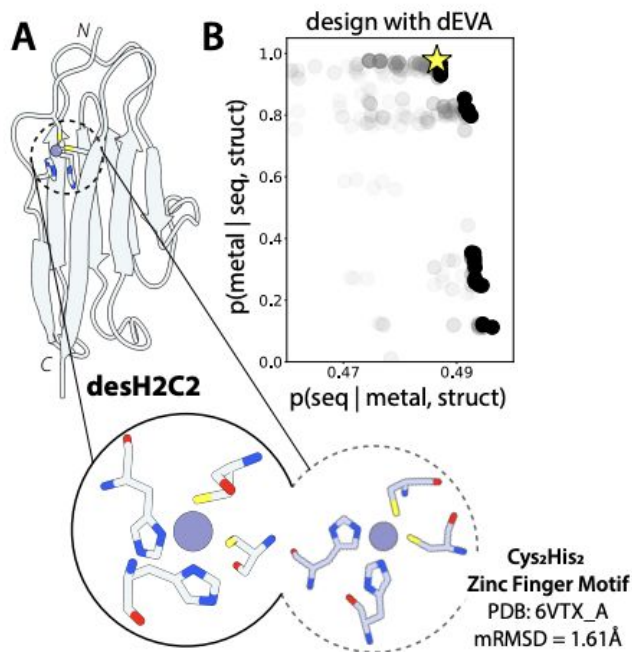 A
N
C
desH2C2
B
design with dEVA
p(metal | seq, struct)
1.0
0.8
0.6
0.4
0.2
0.0
0.47
0.49
p(seq | metal, struct)
Cys₂His₂
Zinc Finger Motif
PDB: 6VTX_A
mRMSD = 1.61Å